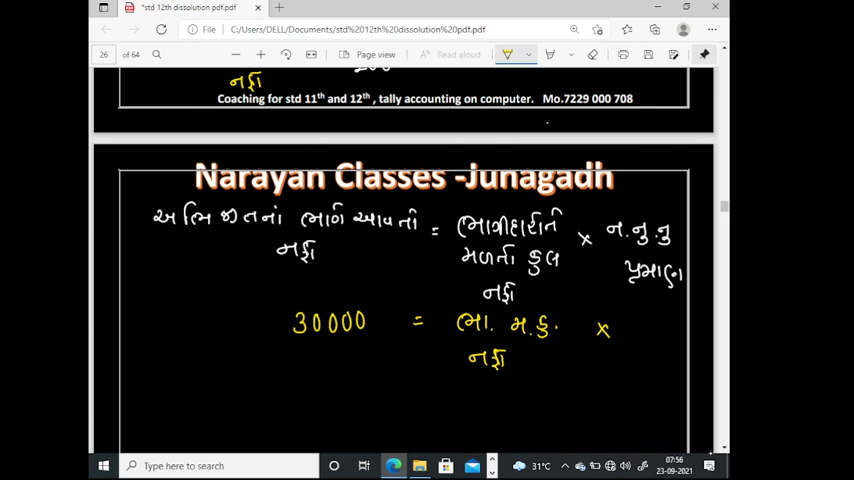 *std 12th dissolution pdf.pdf
File
C:/Users/DELL/Documents/std%2012th%20dissolution%20pdf.pdf
26 of 64
Page view
Read aloud
નફો
Coaching for std 11th and 12th , tally accounting on computer. Mo.7229 000 708
Narayan Classes -Junagadh
અભિજીતનાં ભાગે આવતો = ભાગીદારોને x ન.નુ.નુ
નફો મળતો કુલ પ્રમાણ
નફો
30000 = ભા. મ.કુ. x
નફો
Type here to search
31°C
07:56
23-09-2021